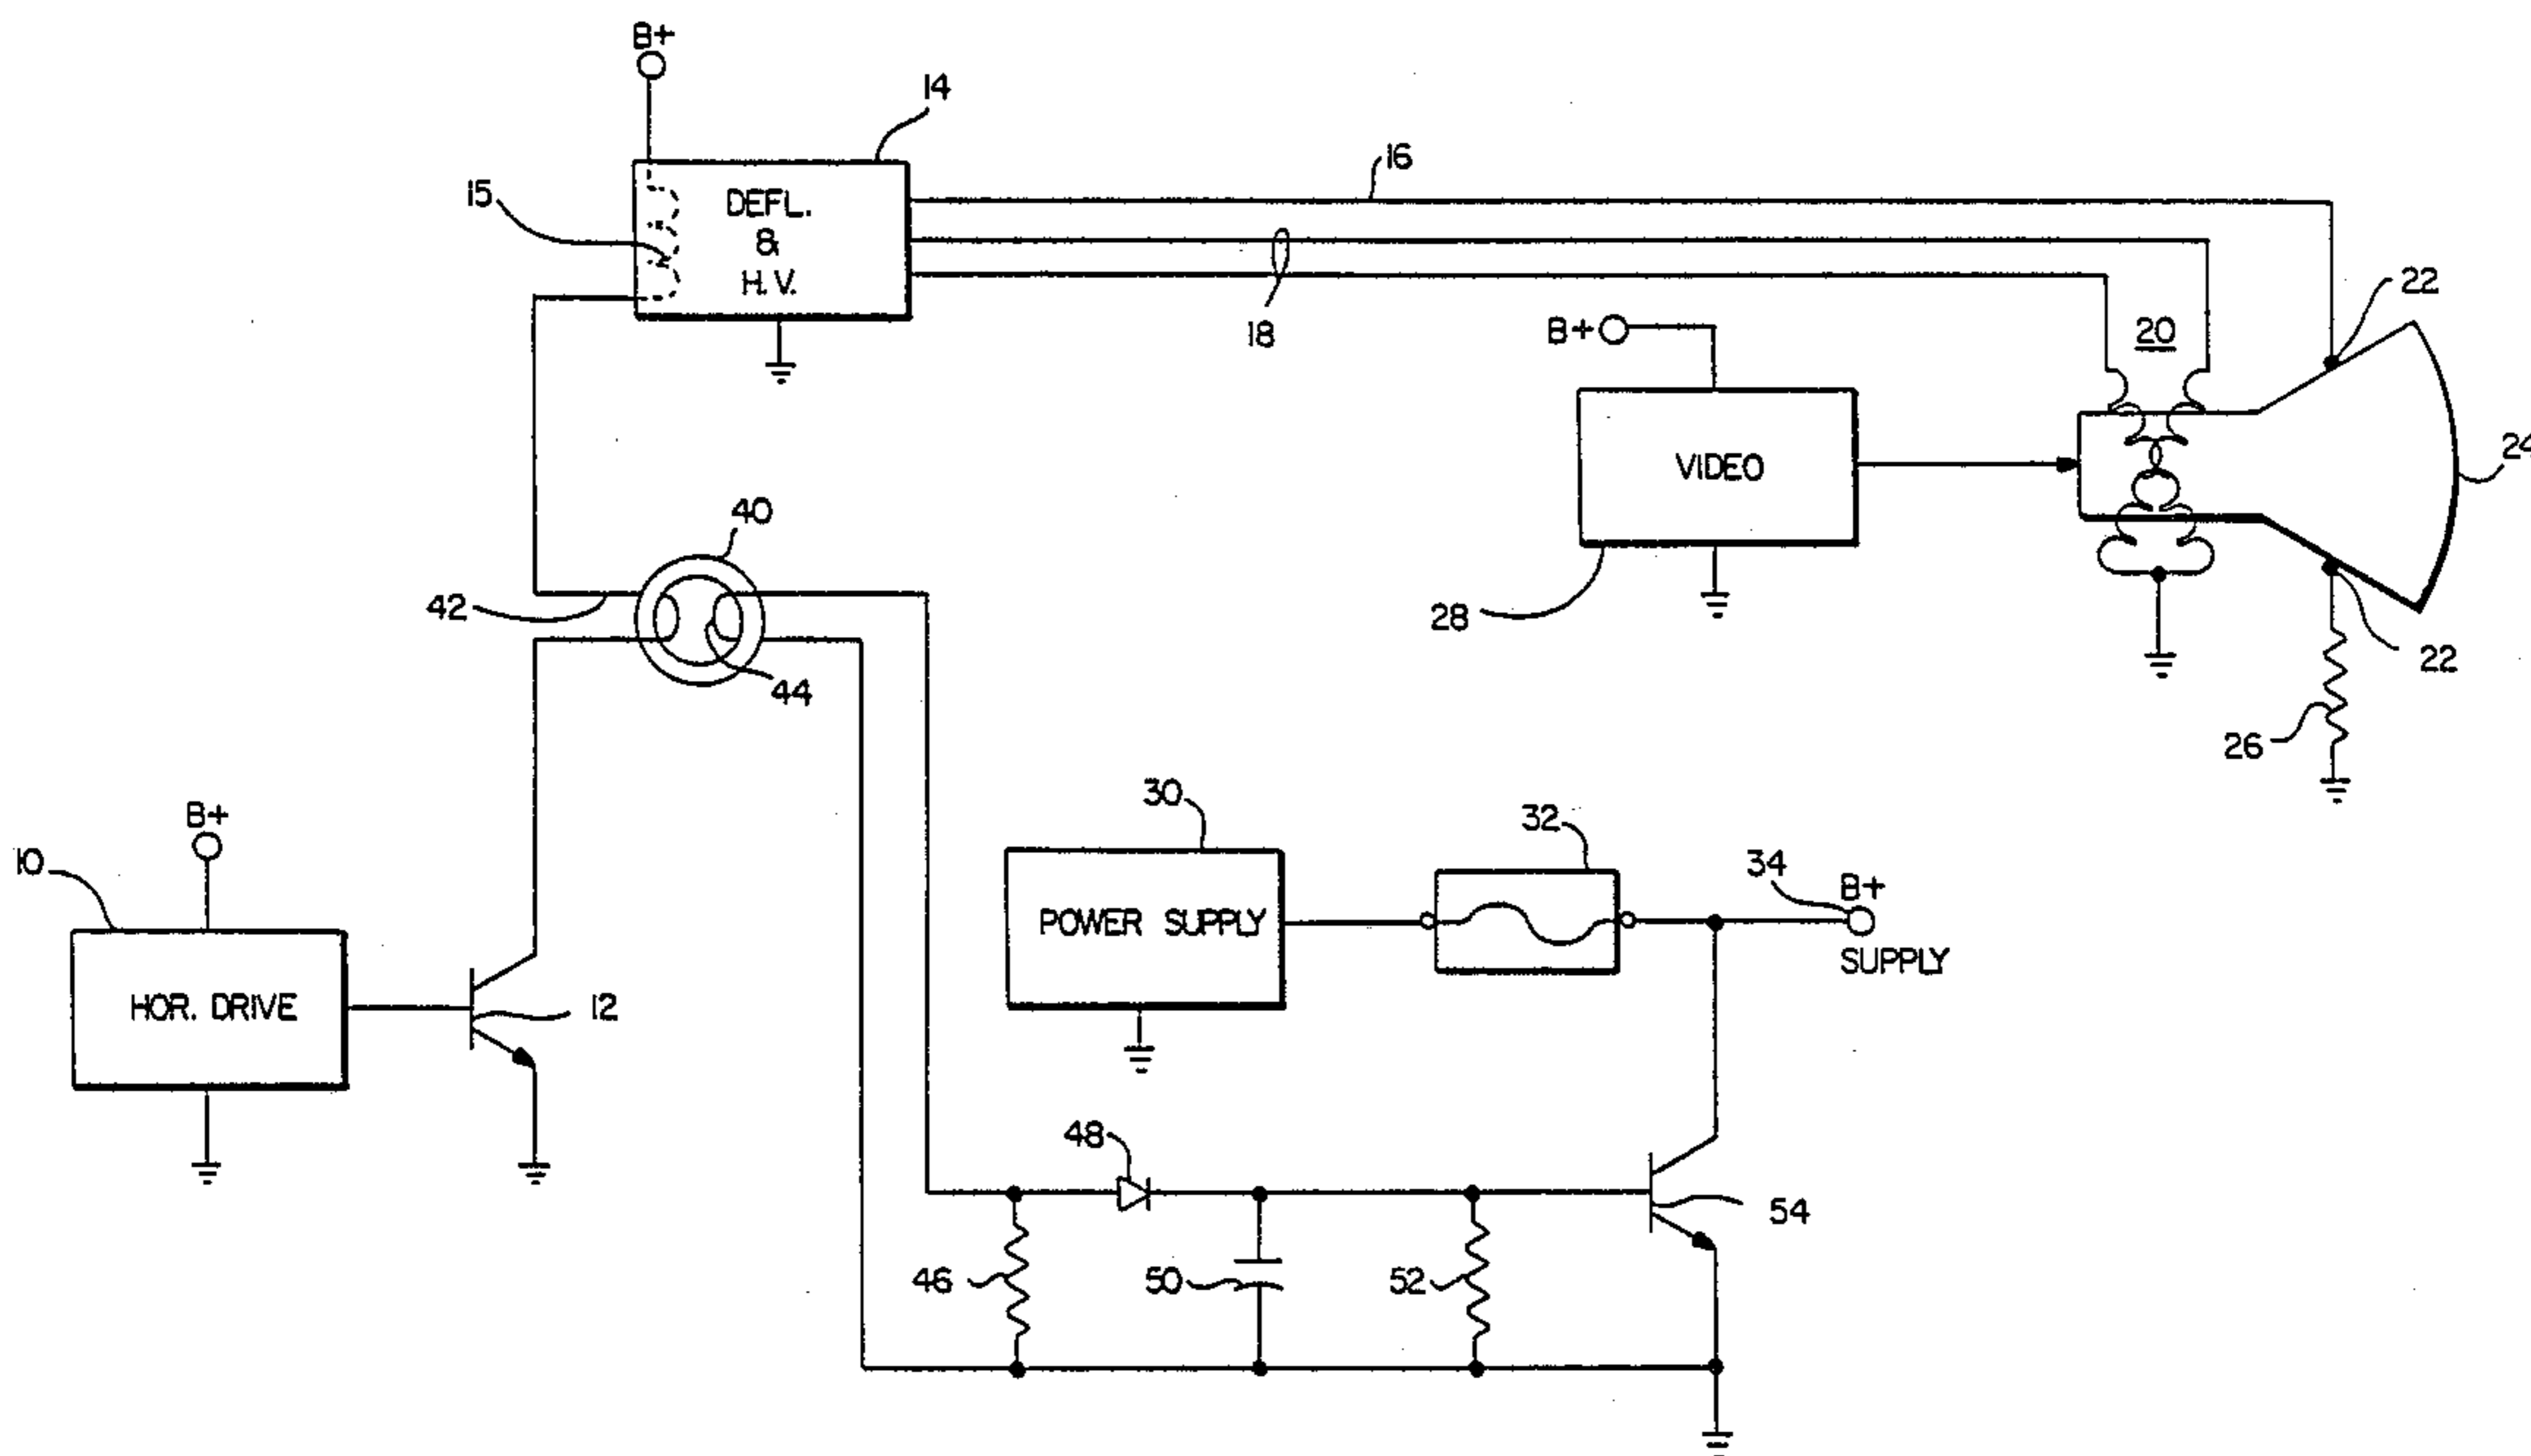 B+
14
16
15
DEFL.
&
H.V.
18
22
B+
20
24
VIDEO
40
42
28
22
44
26
30
32
B+
34
B+
10
POWER SUPPLY
SUPPLY
HOR. DRIVE
12
48
54
46
50
52